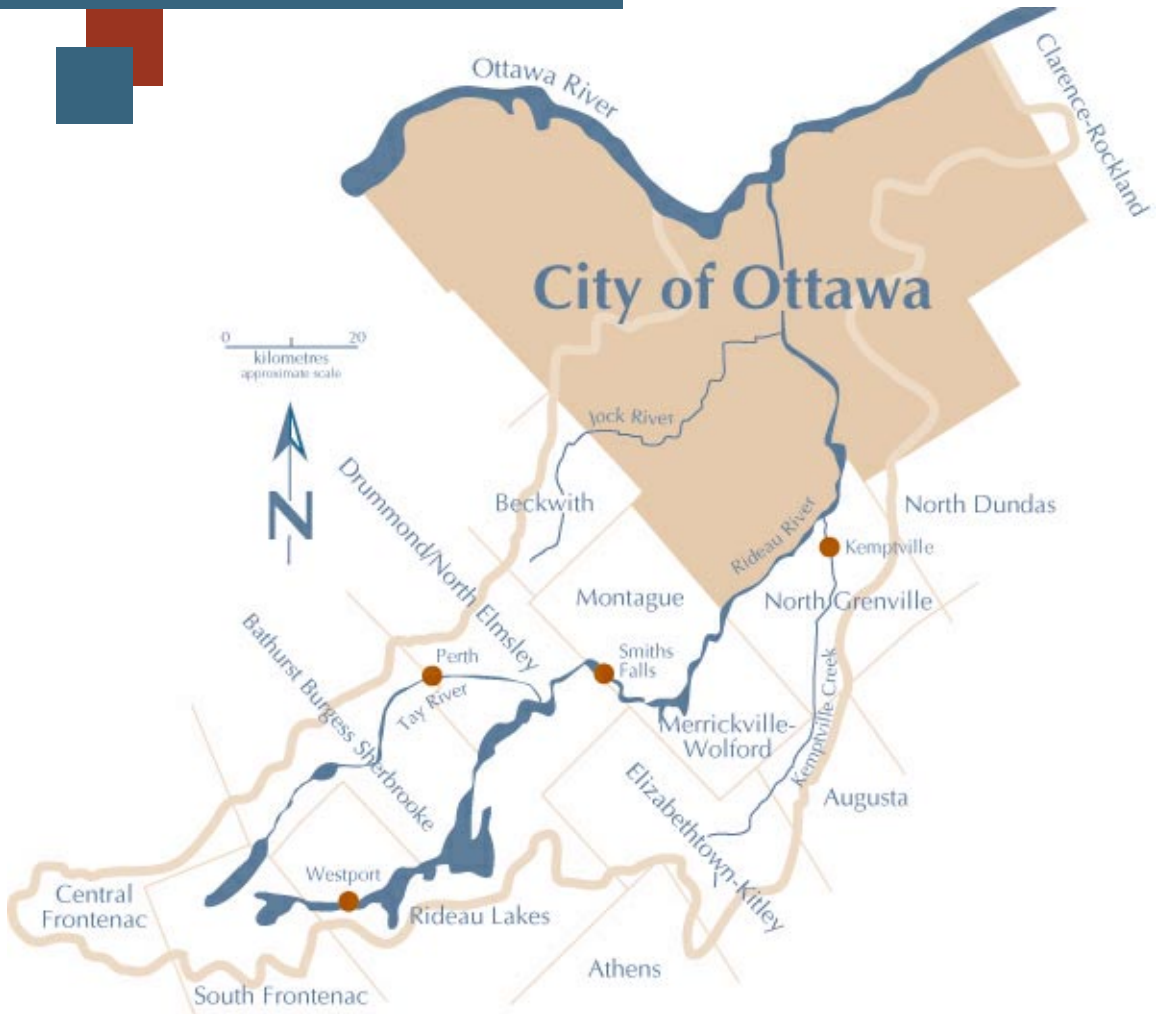 Ottawa River
Clarence-Rockland
City of Ottawa
0 20
kilometres
approximate scale
N
Jock River
Drummond/North Elmsley
Beckwith
North Dundas
Rideau River
Kemptville
Montague
North Grenville
Bathurst Burgess Sherbrooke
Perth
Smiths
Falls
Tay River
Merrickville-
Wolford
Kemptville Creek
Elizabethtown-Kitley
Augusta
Westport
Central
Frontenac
Rideau Lakes
Athens
South Frontenac